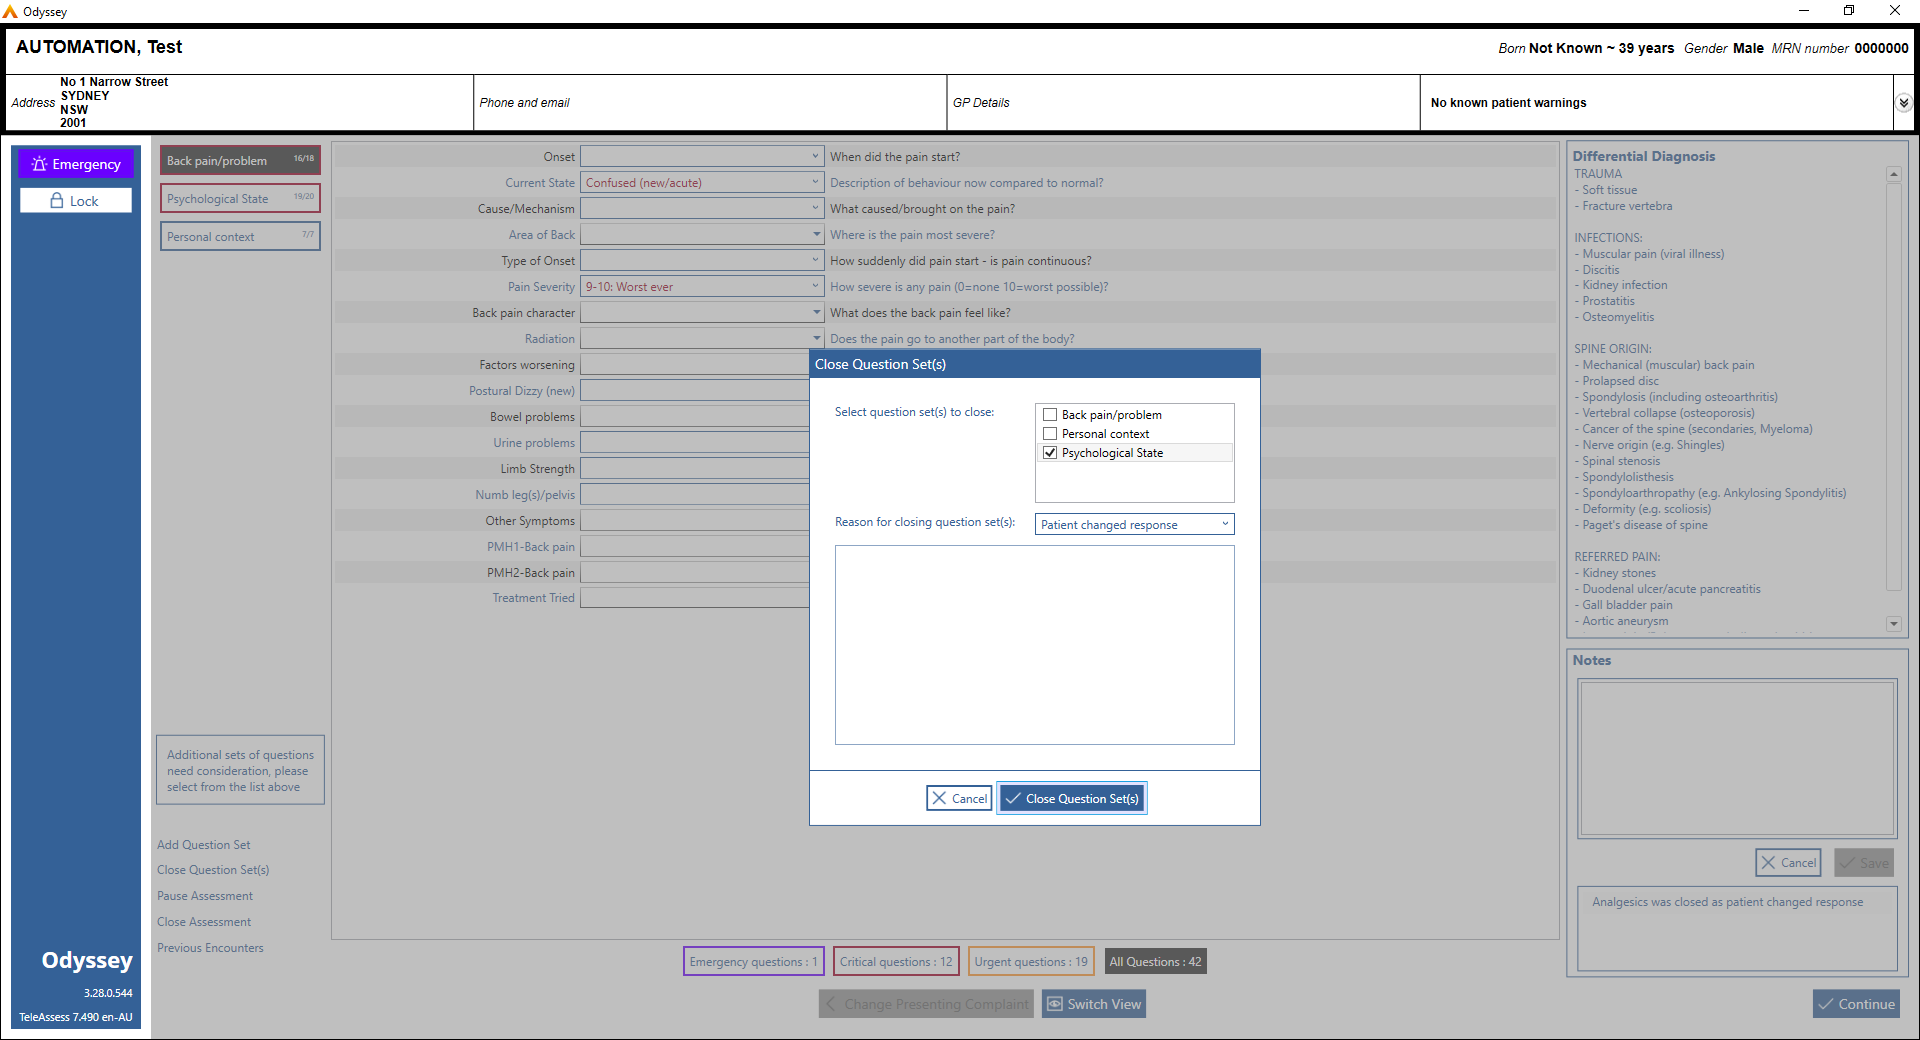 Odyssey
AUTOMATION, Test
Born Not Known ~ 39 years Gender Male MRN number 0000000
Address
No 1 Narrow Street
SYDNEY
NSW
2001
Phone and email
GP Details
No known patient warnings
Emergency
Lock
Back pain/problem 16/18
Psychological State 19/20
Personal context 7/7
Onset When did the pain start?
Current State Confused (new/acute) Description of behaviour now compared to normal?
Cause/Mechanism What caused/brought on the pain?
Area of Back Where is the pain most severe?
Type of Onset How suddenly did pain start - is pain continuous?
Pain Severity 9-10: Worst ever How severe is any pain (0=none 10=worst possible)?
Back pain character What does the back pain feel like?
Radiation Does the pain go to another part of the body?
Factors worsening
Postural Dizzy (new)
Bowel problems
Urine problems
Limb Strength
Numb leg(s)/pelvis
Other Symptoms
PMH1-Back pain
PMH2-Back pain
Treatment Tried
Close Question Set(s)
Select question set(s) to close:
Back pain/problem
Personal context
Psychological State
Reason for closing question set(s): Patient changed response
Cancel
Close Question Set(s)
Differential Diagnosis
TRAUMA
- Soft tissue
- Fracture vertebra
INFECTIONS:
- Muscular pain (viral illness)
- Discitis
- Kidney infection
- Prostatitis
- Osteomyelitis
SPINE ORIGIN:
- Mechanical (muscular) back pain
- Prolapsed disc
- Spondylosis (including osteoarthritis)
- Vertebral collapse (osteoporosis)
- Cancer of the spine (secondaries, Myeloma)
- Nerve origin (e.g. Shingles)
- Spinal stenosis
- Spondylolisthesis
- Spondyloarthropathy (e.g. Ankylosing Spondylitis)
- Deformity (e.g. scoliosis)
- Paget's disease of spine
REFERRED PAIN:
- Kidney stones
- Duodenal ulcer/acute pancreatitis
- Gall bladder pain
- Aortic aneurysm
Notes
Cancel
Save
Analgesics was closed as patient changed response
Additional sets of questions
need consideration, please
select from the list above
Add Question Set
Close Question Set(s)
Pause Assessment
Close Assessment
Previous Encounters
Odyssey
3.28.0.544
TeleAssess 7.490 en-AU
Emergency questions : 1
Critical questions : 12
Urgent questions : 19
All Questions : 42
Change Presenting Complaint
Switch View
Continue